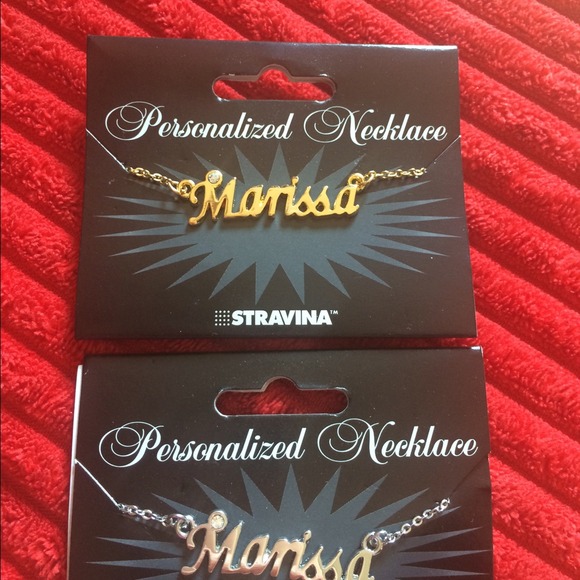 Personalized Necklace
Marissa
STRAVINA™
Personalized Necklace
Marissa